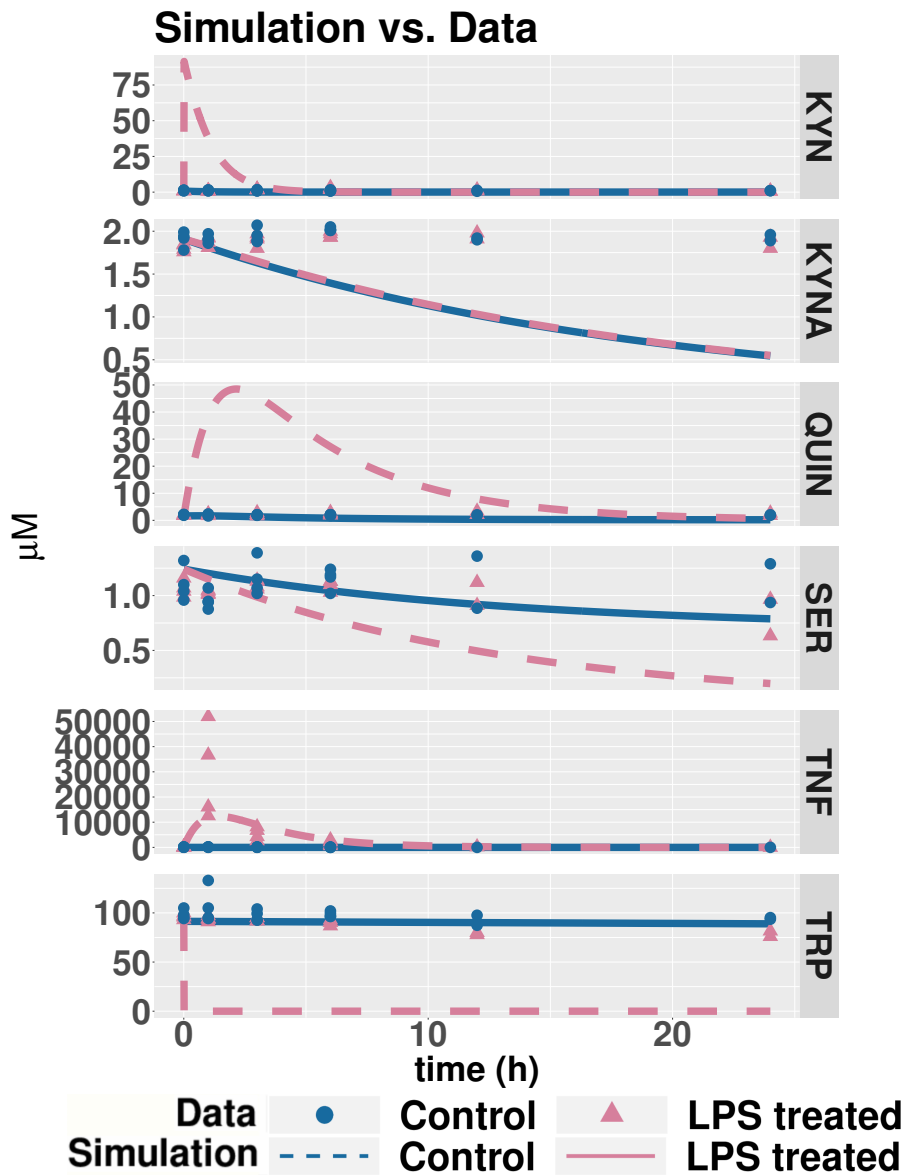 Simulation vs. Data
75
50
25
0
KYN
2.0
1.5
1.0
0.5
KYNA
50
40
30
20
10
0
QUIN
μM
1.0
0.5
SER
50000
40000
30000
20000
10000
0
TNF
100
50
0
TRP
0 10 20
time (h)
Data Control LPS treated
Simulation Control LPS treated